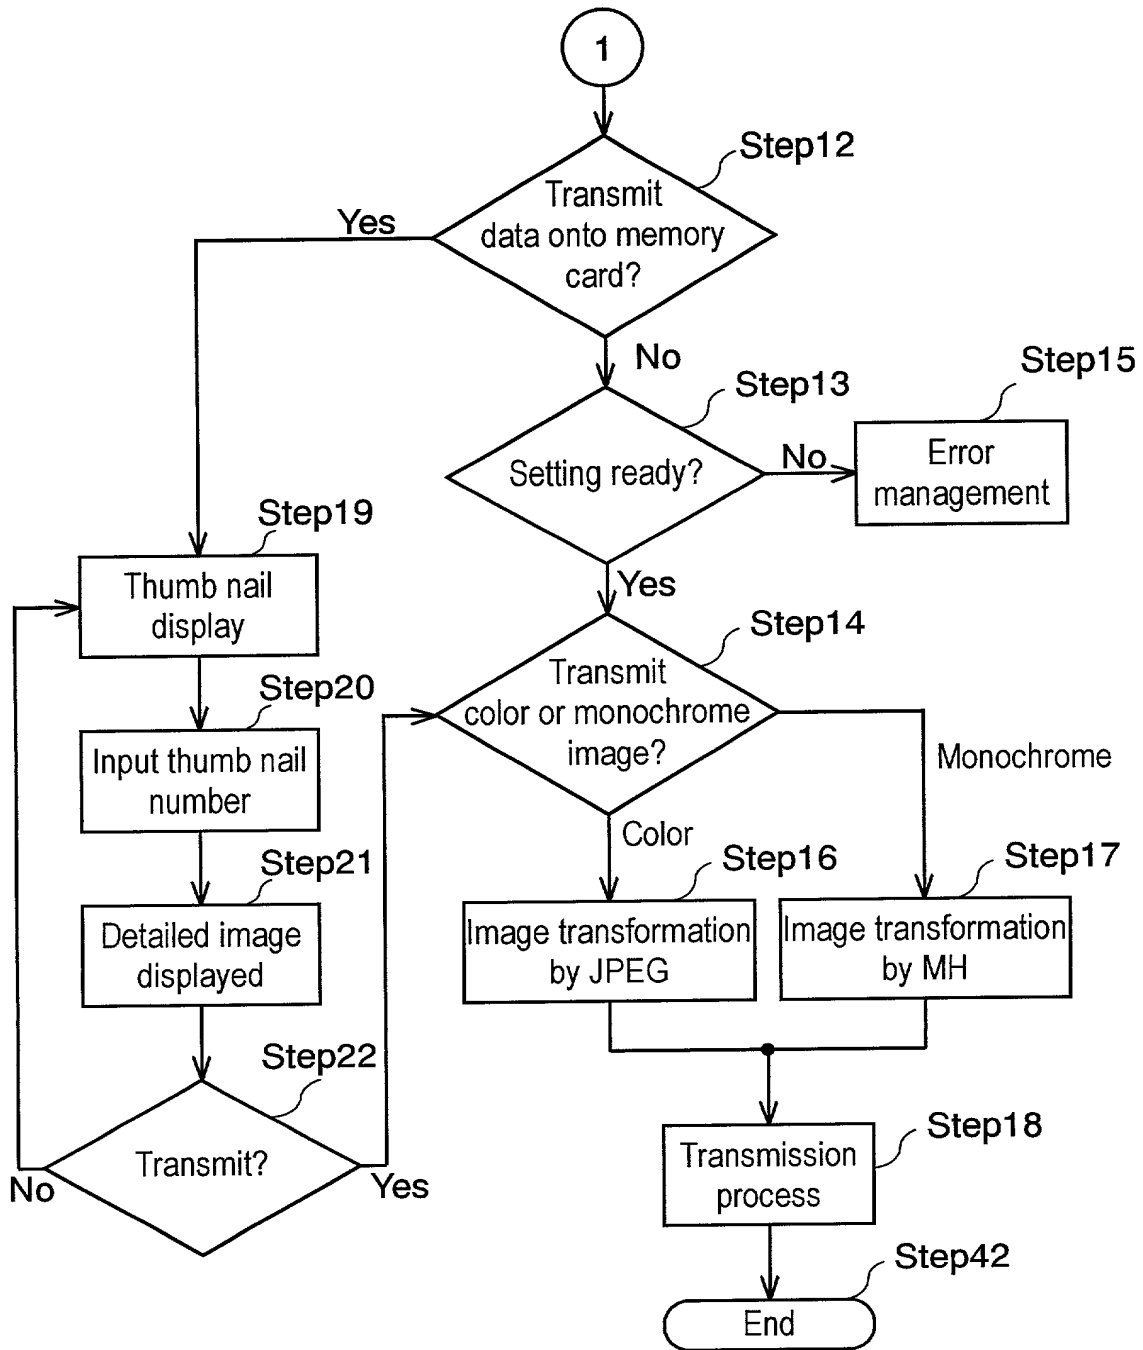 1
Step12
Transmit
data onto memory
card?
Yes
No
Step13
Setting ready?
No
Step15
Error
management
Yes
Step19
Thumb nail
display
Step14
Transmit
color or monochrome
image?
Step20
Input thumb nail
number
Monochrome
Color
Step21
Detailed image
displayed
Step16
Image transformation
by JPEG
Step17
Image transformation
by MH
Step22
Transmit?
No
Yes
Step18
Transmission
process
Step42
End